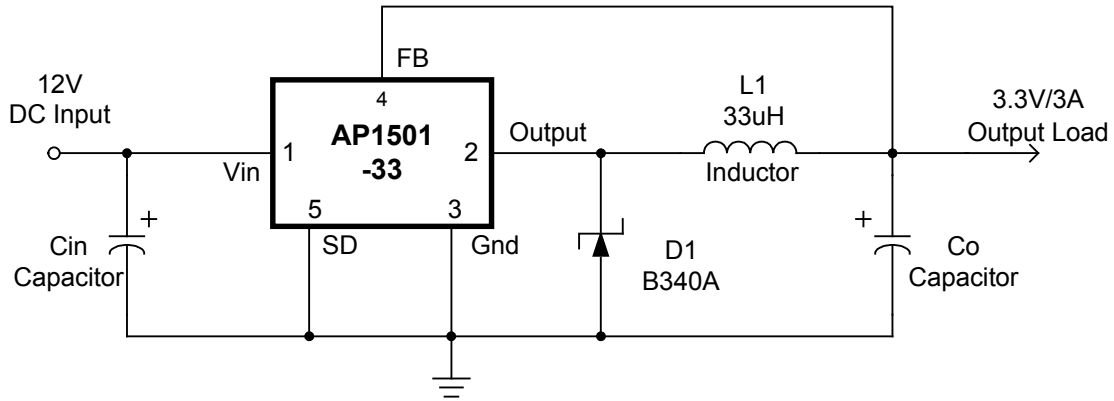 12V
DC Input
FB
4
AP1501
-33
1
2
5
3
Vin
SD
Gnd
Output
L1
33uH
Inductor
3.3V/3A
Output Load
+
Cin
Capacitor
D1
B340A
+
Co
Capacitor